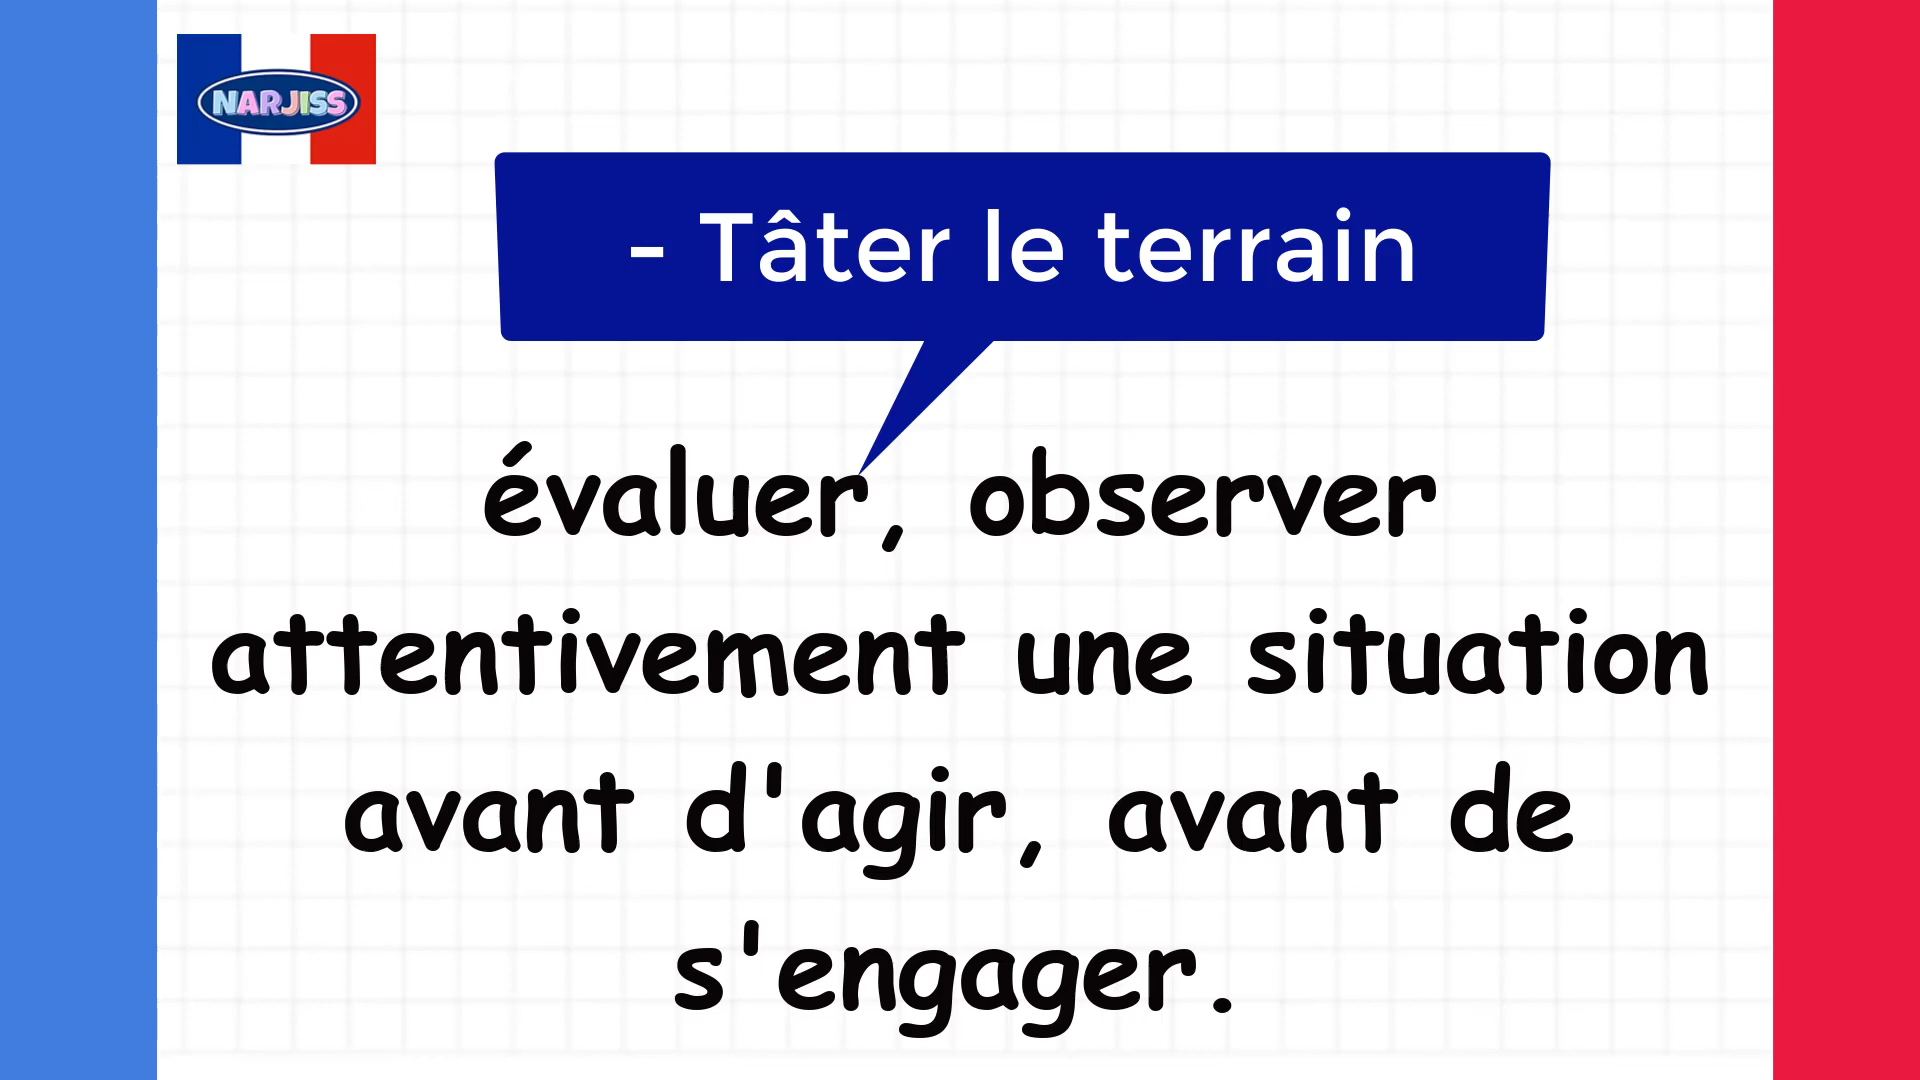 NARJISS
- Tâter le terrain
évaluer, observer
attentivement une situation
avant d'agir, avant de
s'engager.